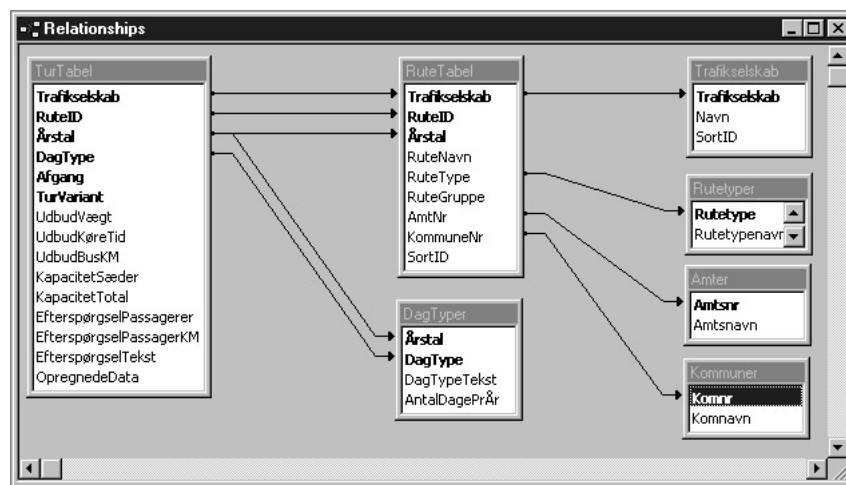 Relationships
TurTabel
Trafikselskab
RuteID
Årstal
DagType
Afgang
TurVariant
UdbudVægt
UdbudKøreTid
UdbudBusKM
KapacitetSæder
KapacitetTotal
EfterspørgselPassagerer
EfterspørgselPassagerKM
EfterspørgselTekst
OpregnedeData
RuteTabel
Trafikselskab
RuteID
Årstal
RuteNavn
RuteType
RuteGruppe
AmtNr
KommuneNr
SortID
DagTyper
Årstal
DagType
DagTypeTekst
AntalDagePrÅr
Trafikselskab
Trafikselskab
Navn
SortID
Rutetyper
Rutetype
Rutetypenavr
Amter
Amtsnr
Amtsnavn
Kommuner
Komnr
Komnavn